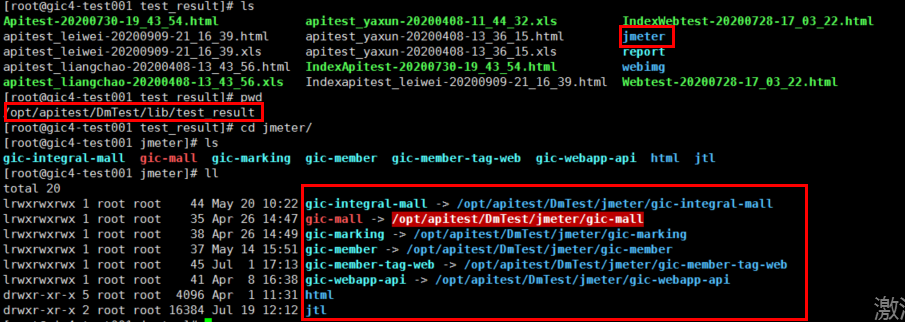 [root@gic4-test001 test_result]# ls
Apitest-20200730-19_43_54.html apitest_yaxun-20200408-11_44_32.xls IndexWebtest-20200728-17_03_22.html
apitest_leiwei-20200909-21_16_39.html apitest_yaxun-20200408-13_36_15.html jmeter
apitest_leiwei-20200909-21_16_39.xls apitest_yaxun-20200408-13_36_15.xls report
apitest_liangchao-20200408-13_43_56.html IndexApitest-20200730-19_43_54.html webimg
apitest_liangchao-20200408-13_43_56.xls Indexapitest_leiwei-20200909-21_16_39.html Webtest-20200728-17_03_22.html
[root@gic4-test001 test_result]# pwd
/opt/apitest/DmTest/lib/test_result
[root@gic4-test001 test_result]# cd jmeter/
[root@gic4-test001 jmeter]# ls
gic-integral-mall gic-mall gic-marking gic-member gic-member-tag-web gic-webapp-api html jtl
[root@gic4-test001 jmeter]# ll
total 20
lrwxrwxrwx 1 root root 44 May 20 10:22 gic-integral-mall -> /opt/apitest/DmTest/jmeter/gic-integral-mall
lrwxrwxrwx 1 root root 35 Apr 26 14:47 gic-mall -> /opt/apitest/DmTest/jmeter/gic-mall
lrwxrwxrwx 1 root root 38 Apr 26 14:49 gic-marking -> /opt/apitest/DmTest/jmeter/gic-marking
lrwxrwxrwx 1 root root 37 May 14 15:51 gic-member -> /opt/apitest/DmTest/jmeter/gic-member
lrwxrwxrwx 1 root root 45 Jul 1 17:13 gic-member-tag-web -> /opt/apitest/DmTest/jmeter/gic-member-tag-web
lrwxrwxrwx 1 root root 41 Apr 8 16:38 gic-webapp-api -> /opt/apitest/DmTest/jmeter/gic-webapp-api
drwxr-xr-x 5 root root 4096 Apr 1 11:31 html
drwxr-xr-x 2 root root 16384 Jul 19 12:12 jtl
[root@gic4-test001 jmeter]#
激